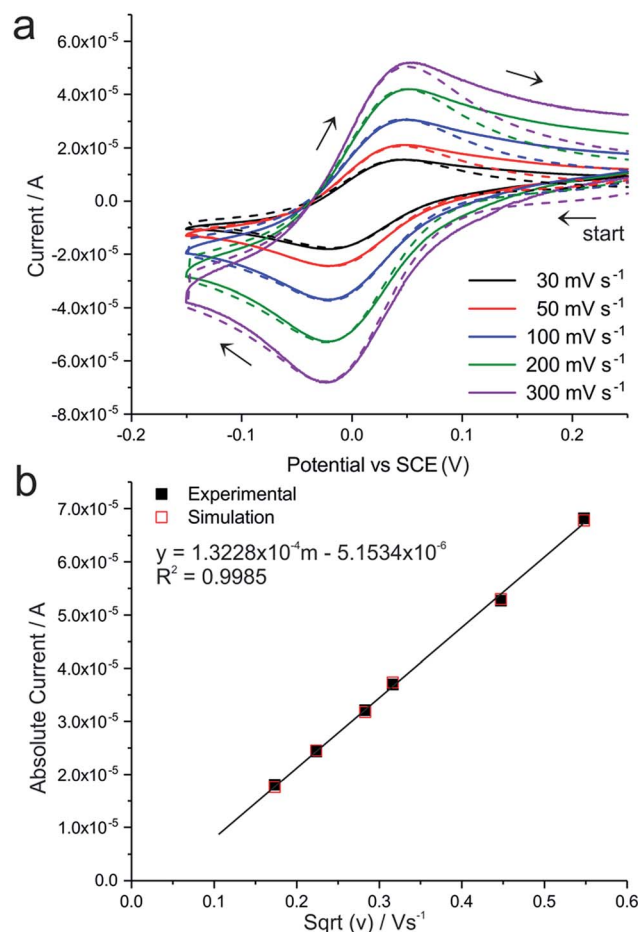 a
6.0x10⁻⁵
4.0x10⁻⁵
2.0x10⁻⁵
0.0
-2.0x10⁻⁵
-4.0x10⁻⁵
-6.0x10⁻⁵
-8.0x10⁻⁵
Current / A
start
30 mV s⁻¹
50 mV s⁻¹
100 mV s⁻¹
200 mV s⁻¹
300 mV s⁻¹
-0.2 -0.1 0.0 0.1 0.2
Potential vs SCE (V)
b
Experimental
Simulation
y = 1.3228x10⁻⁴m - 5.1534x10⁻⁶
R² = 0.9985
7.0x10⁻⁵
6.0x10⁻⁵
5.0x10⁻⁵
4.0x10⁻⁵
3.0x10⁻⁵
2.0x10⁻⁵
1.0x10⁻⁵
0.0
Absolute Current / A
0.1 0.2 0.3 0.4 0.5 0.6
Sqrt (v) / Vs⁻¹